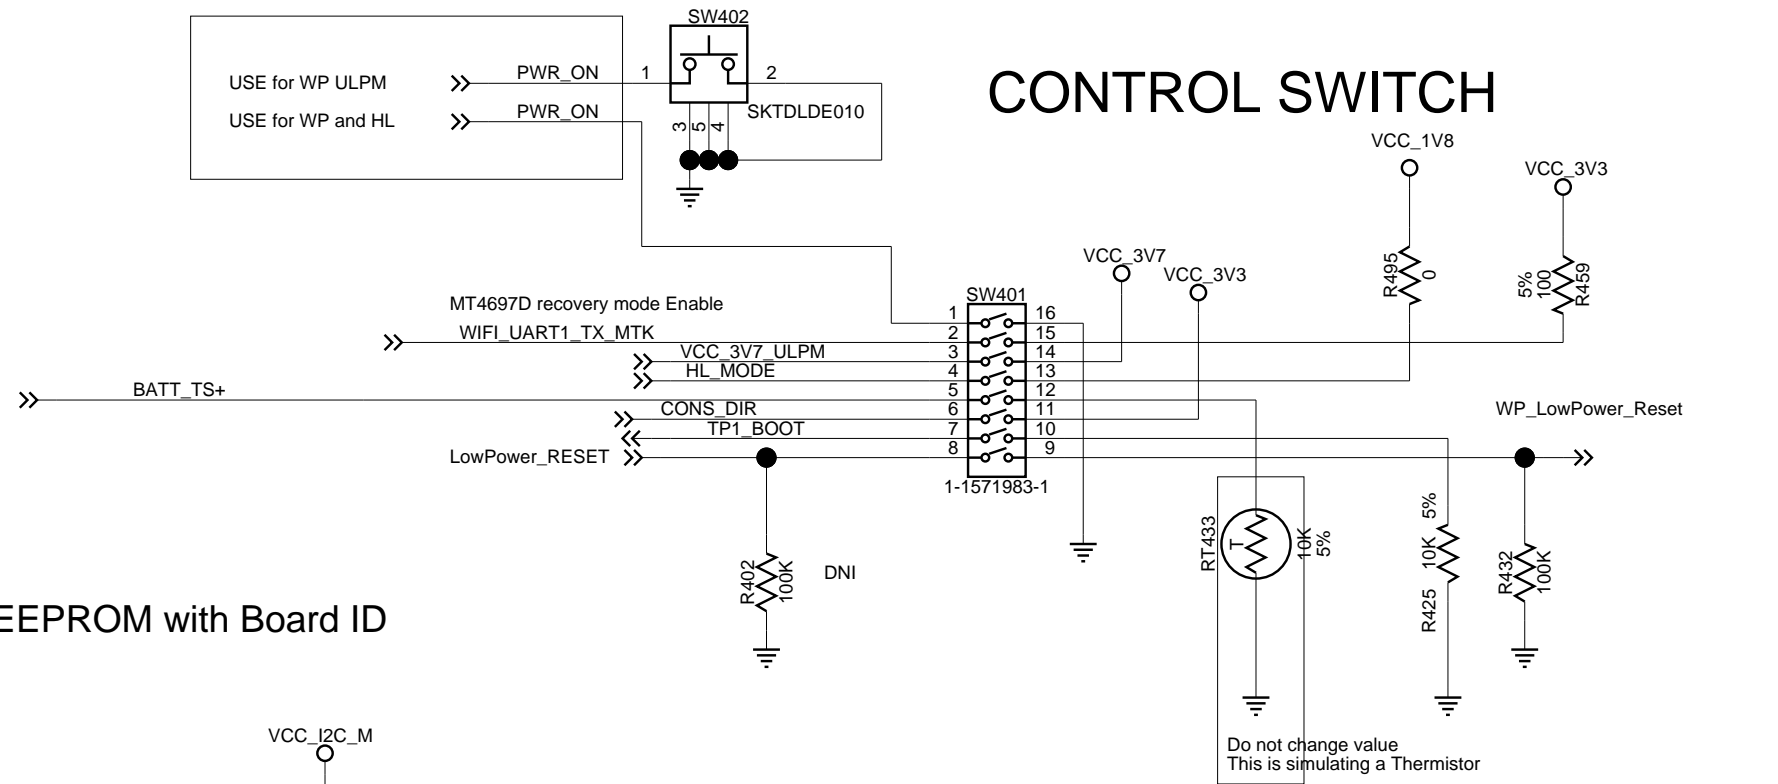 SW402
USE for WP ULPM
PWR_ON
1
2
USE for WP and HL
PWR_ON
SKTDLDE010
3
5
4
CONTROL SWITCH
VCC_1V8
VCC_3V3
R495
0
5%
100
R459
VCC_3V7
VCC_3V3
MT4697D recovery mode Enable
SW401
1
16
WIFI_UART1_TX_MTK
2
15
VCC_3V7_ULPM
3
14
HL_MODE
4
13
BATT_TS+
5
12
CONS_DIR
6
11
WP_LowPower_Reset
TP1_BOOT
7
10
LowPower_RESET
8
9
1-1571983-1
R402
100K
DNI
RT433
T
10K
5%
5%
10K
R425
R432
100K
EEPROM with Board ID
Do not change value
This is simulating a Thermistor
VCC_I2C_M